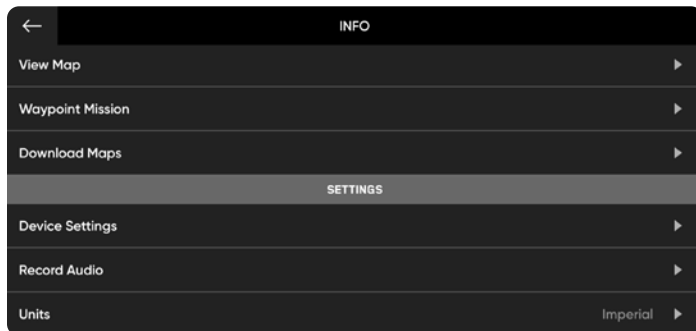 INFO
View Map
Waypoint Mission
Download Maps
SETTINGS
Device Settings
Record Audio
Units Imperial